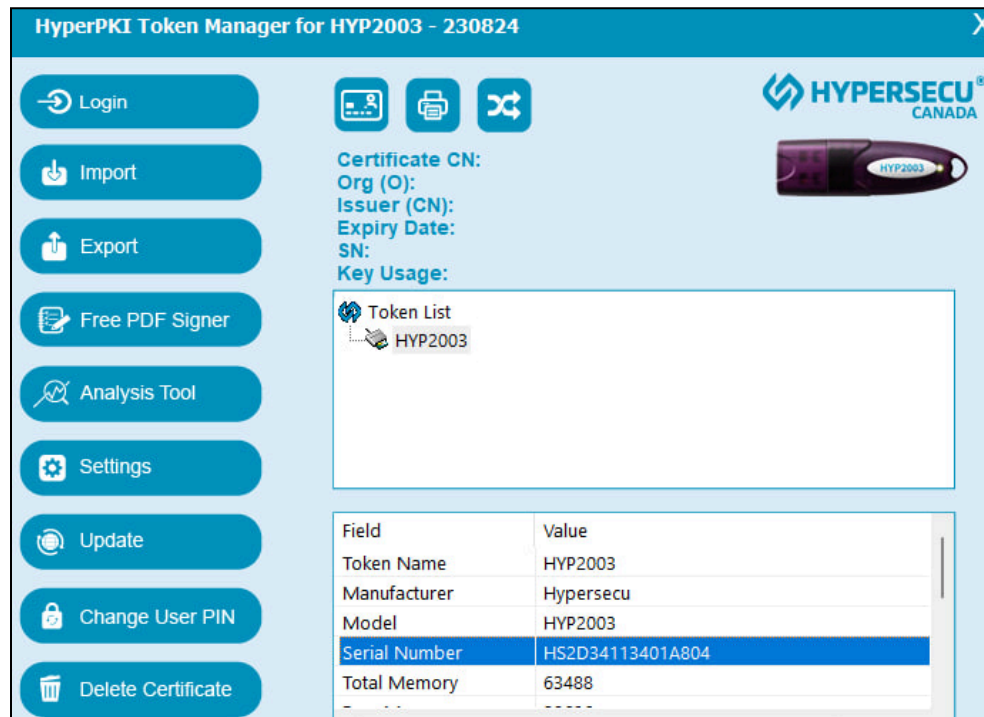 HyperPKI Token Manager for HYP2003 - 230824
X
Login
Import
Export
Free PDF Signer
Analysis Tool
Settings
Update
Change User PIN
Delete Certificate
HYPERSECU®
CANADA
HYP2003
Certificate CN:
Org (O):
Issuer (CN):
Expiry Date:
SN:
Key Usage:
Token List
HYP2003
Field Value
Token Name HYP2003
Manufacturer Hypersecu
Model HYP2003
Serial Number HS2D34113401A804
Total Memory 63488